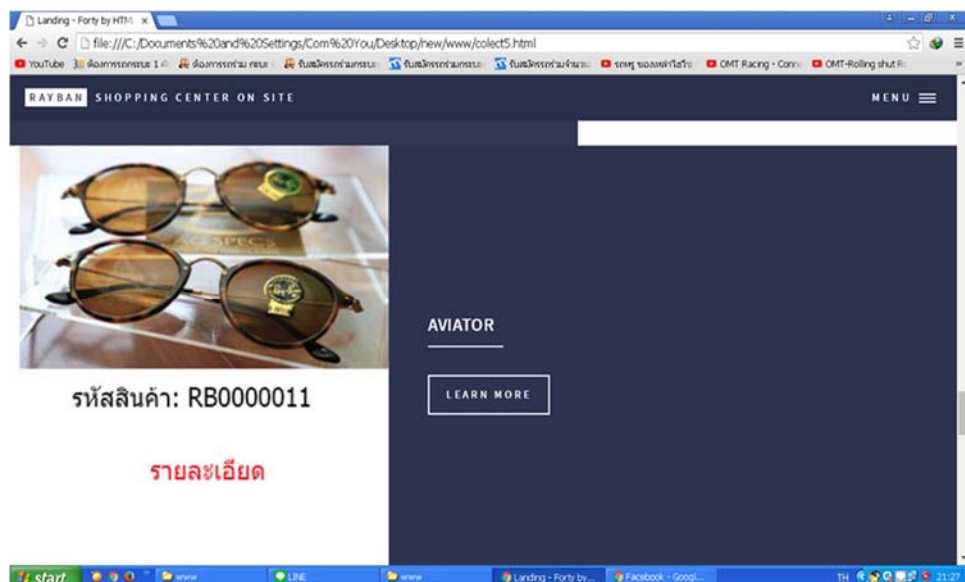 Landing - Forty by HTM
file:///C:/Documents%20and%20Settings/Com%20You/Desktop/new/www/colect5.html
YouTube
OMT Racing - Conn
OMT-Rolling shut R
RAYBAN SHOPPING CENTER ON SITE
MENU
AVIATOR
LEARN MORE
รหัสสินค้า: RB0000011
รายละเอียด
start
www
LINE
www
Landing - Forty by...
Facebook - Googl...
TH
21:27